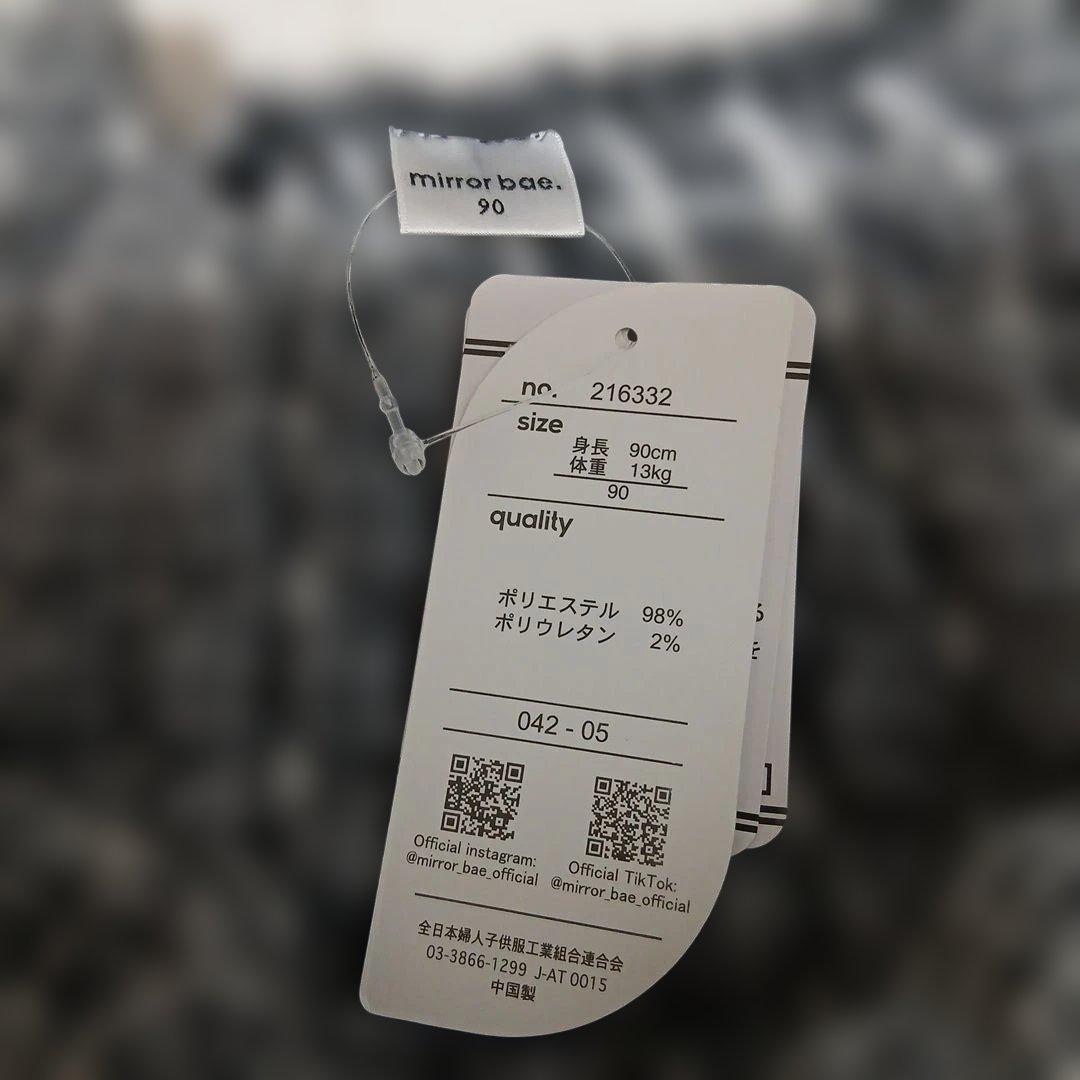 mirror bae.
90
no. 216332
size
身長 90cm
体重 13kg
90
quality
ポリエステル 98%
ポリウレタン 2%
042 - 05
Official instagram:
@mirror_bae_official
Official TikTok:
@mirror_bae_official
全日本婦人子供服工業組合連合会
03-3866-1299 J-AT 0015
中国製